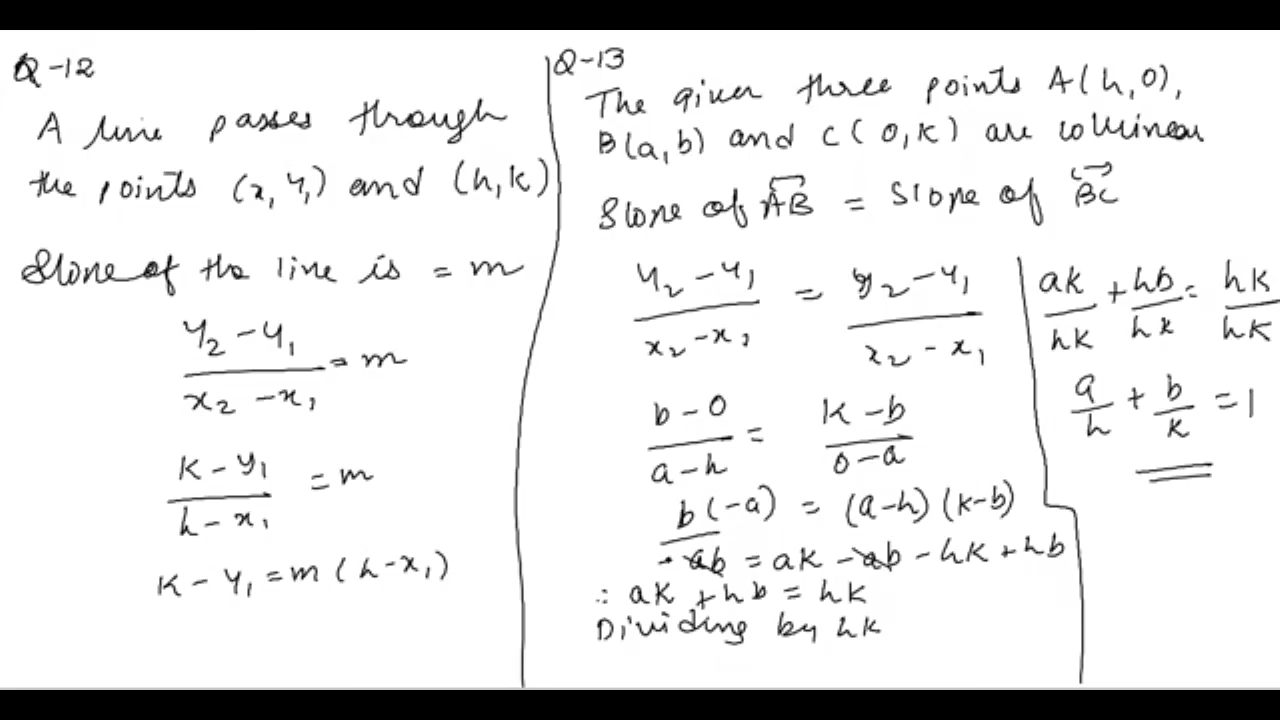 Q-12
A line passes through
the points (x, y₁) and (h, k)
Slope of the line is = m
y₂ - y₁ / x₂ - x₁ = m
k - y₁ / h - x₁ = m
k - y₁ = m (h - x₁)
Q-13
The given three points A(h, 0),
B(a, b) and C(0, k) are collinear
Slope of AB = Slope of BC
y₂ - y₁ / x₂ - x₁ = y₂ - y₁ / x₂ - x₁
b - 0 / a - h = k - b / 0 - a
b(-a) = (a-h)(k-b)
-ab = ak - ab - hk + hb
∴ ak + hb = hk
Dividing by hk
ak/hk + hb/hk = hk/hk
a/h + b/k = 1